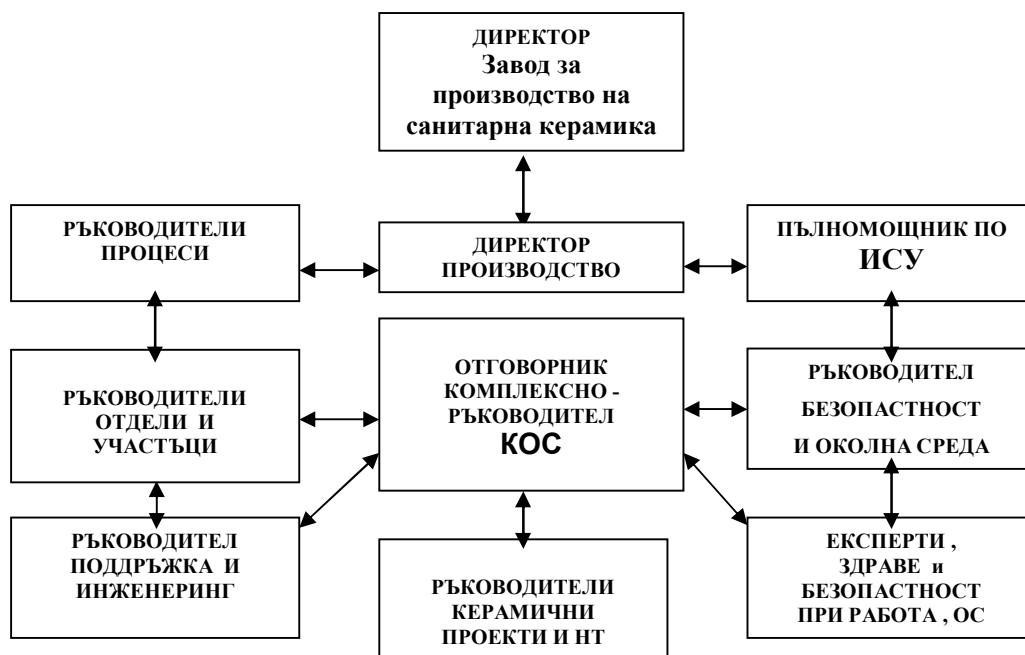 ДИРЕКТОР
Завод за
производство на
санитарна керамика
РЪКОВОДИТЕЛИ
ПРОЦЕСИ
ДИРЕКТОР
ПРОИЗВОДСТВО
ПЪЛНОМОЩНИК ПО
ИСУ
РЪКОВОДИТЕЛИ
ОТДЕЛИ И
УЧАСТЪЦИ
ОТГОВОРНИК
КОМПЛЕКСНО -
РЪКОВОДИТЕЛ
КОС
РЪКОВОДИТЕЛ
БЕЗОПАСТНОСТ
И ОКОЛНА СРЕДА
РЪКОВОДИТЕЛ
ПОДДРЪЖКА И
ИНЖЕНЕРИНГ
РЪКОВОДИТЕЛИ
КЕРАМИЧНИ
ПРОЕКТИ И НТ
ЕКСПЕРТИ ,
ЗДРАВЕ и
БЕЗОПАСТНОСТ
ПРИ РАБОТА , ОС